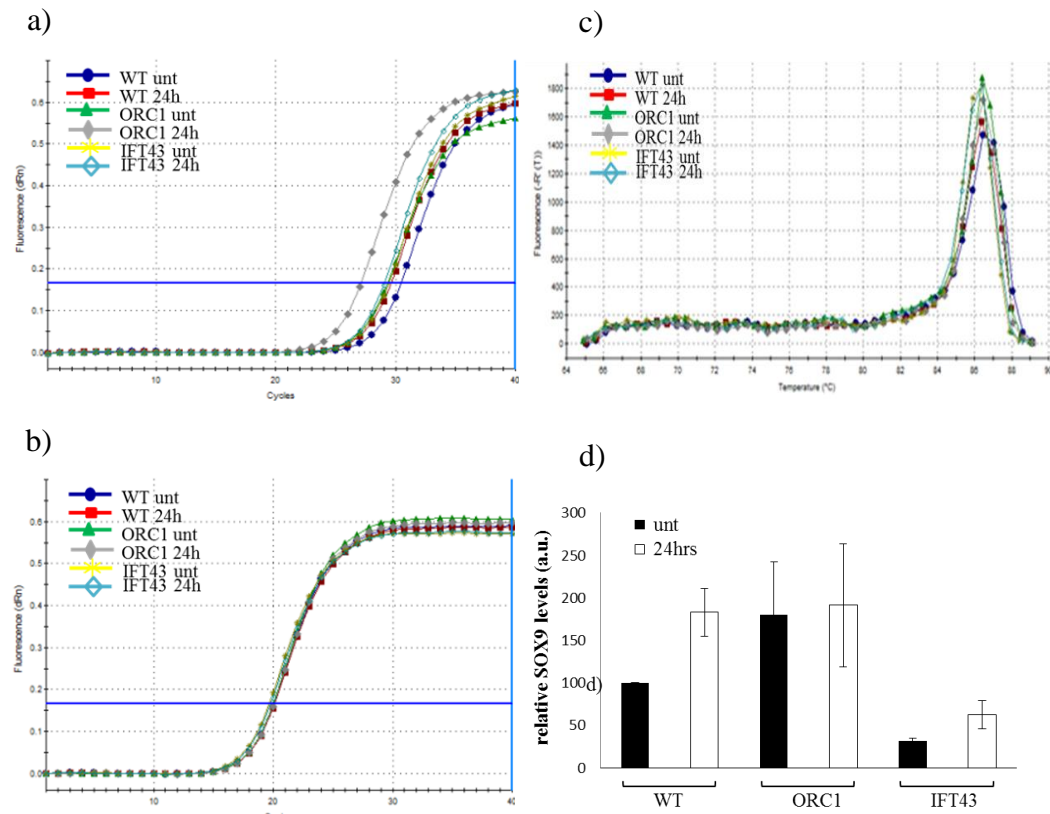 a)
WT unt
WT 24h
ORC1 unt
ORC1 24h
IFT43 unt
IFT43 24h
Fluorescence (dRn)
0.6
0.5
0.4
0.3
0.2
0.1
0.0
10
20
30
40
Cycles
c)
WT unt
WT 24h
ORC1 unt
ORC1 24h
IFT43 unt
IFT43 24h
Fluorescence (-R' (T))
1800
1600
1400
1200
1000
800
600
400
200
0
64 66 68 70 72 74 76 78 80 82 84 86 88 90
Temperature (°C)
b)
WT unt
WT 24h
ORC1 unt
ORC1 24h
IFT43 unt
IFT43 24h
Fluorescence (dRn)
0.6
0.5
0.4
0.3
0.2
0.1
0.0
10
20
30
40
d)
unt
24hrs
relative SOX9 levels (a.u.)
d)
300
250
200
150
100
50
0
WT
ORC1
IFT43